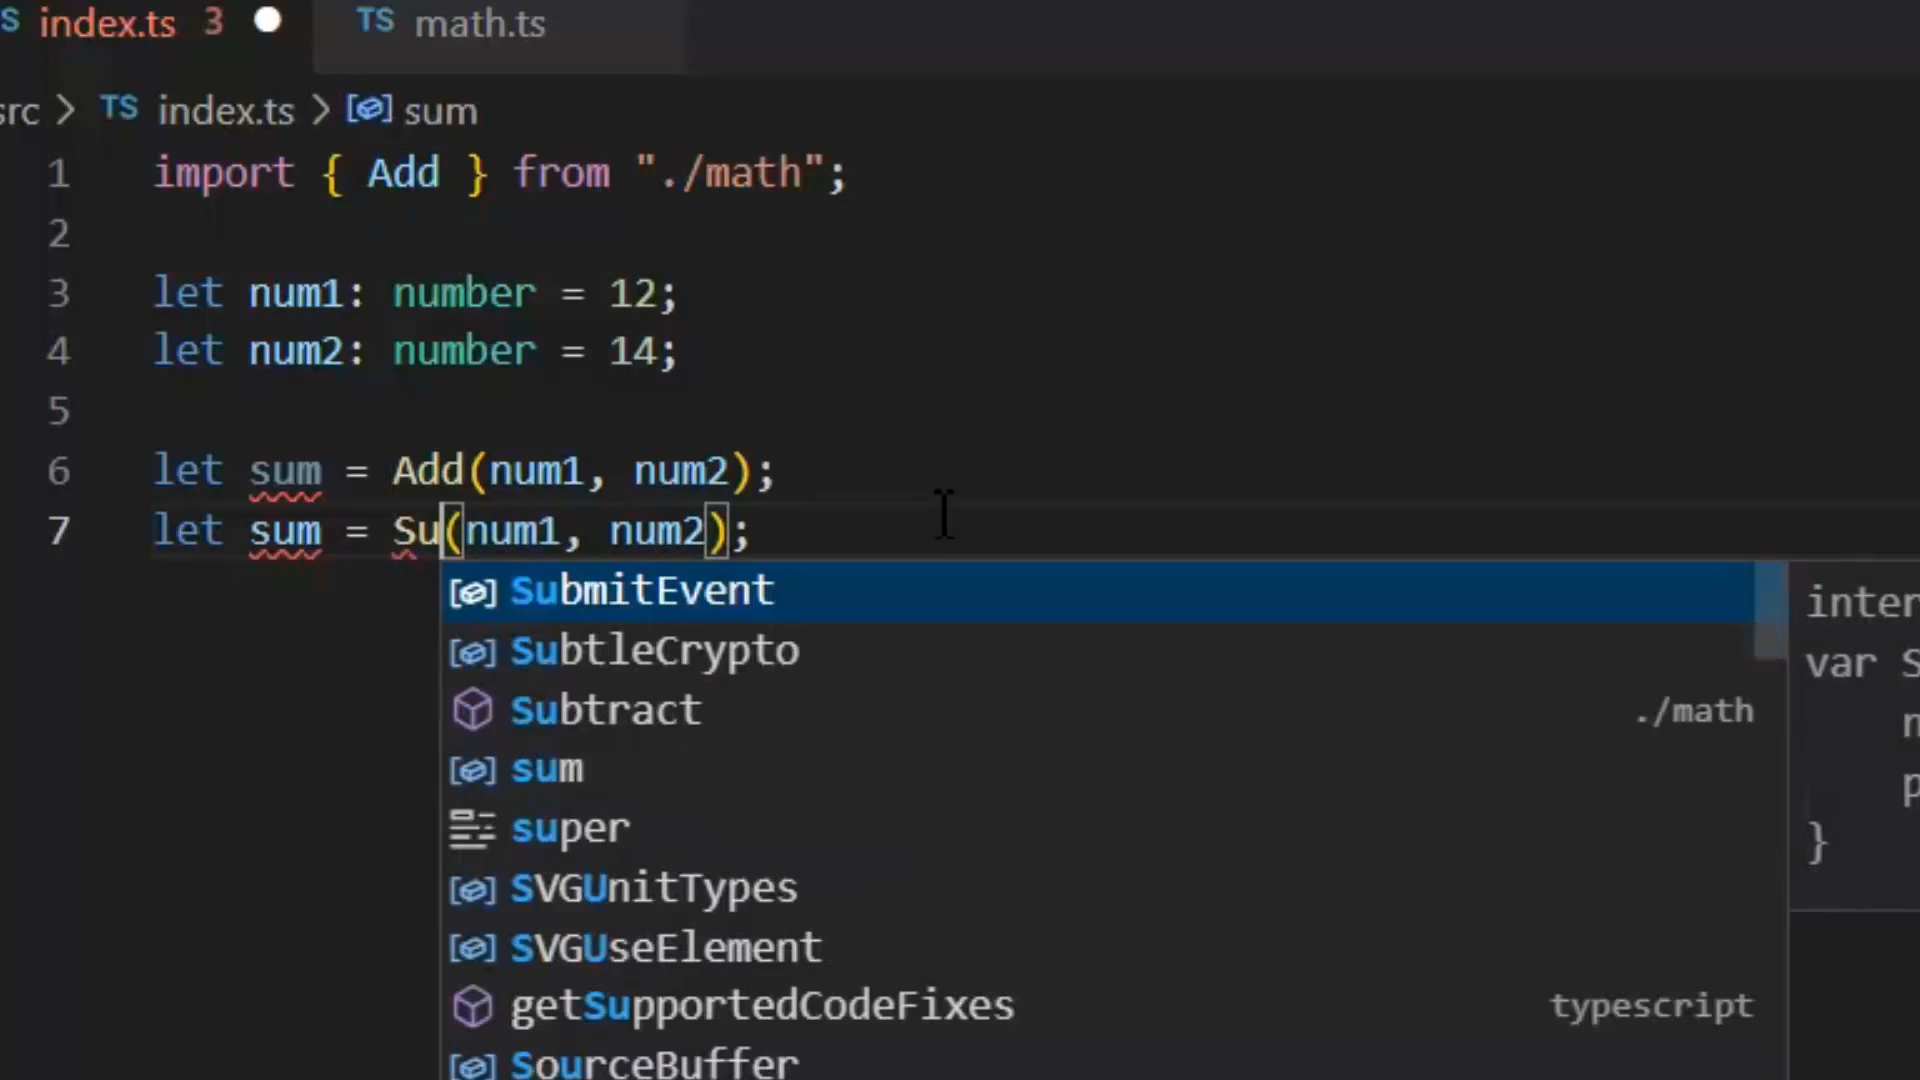 S index.ts 3
TS math.ts
src > TS index.ts > sum
1 import { Add } from "./math";
2
3 let num1: number = 12;
4 let num2: number = 14;
5
6 let sum = Add(num1, num2);
7 let sum = Su(num1, num2);
SubmitEvent
SubtleCrypto
Subtract ./math
sum
super
SVGUnitTypes
SVGUseElement
getSupportedCodeFixes typescript
SourceBuffer
inter
var S
n
p
}